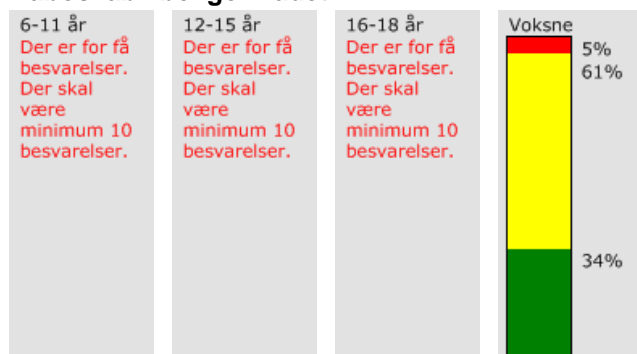 6-11 år
Der er for få
besvarelser.
Der skal
være
minimum 10
besvarelser.
12-15 år
Der er for få
besvarelser.
Der skal
være
minimum 10
besvarelser.
16-18 år
Der er for få
besvarelser.
Der skal
være
minimum 10
besvarelser.
Voksne
5%
61%
34%